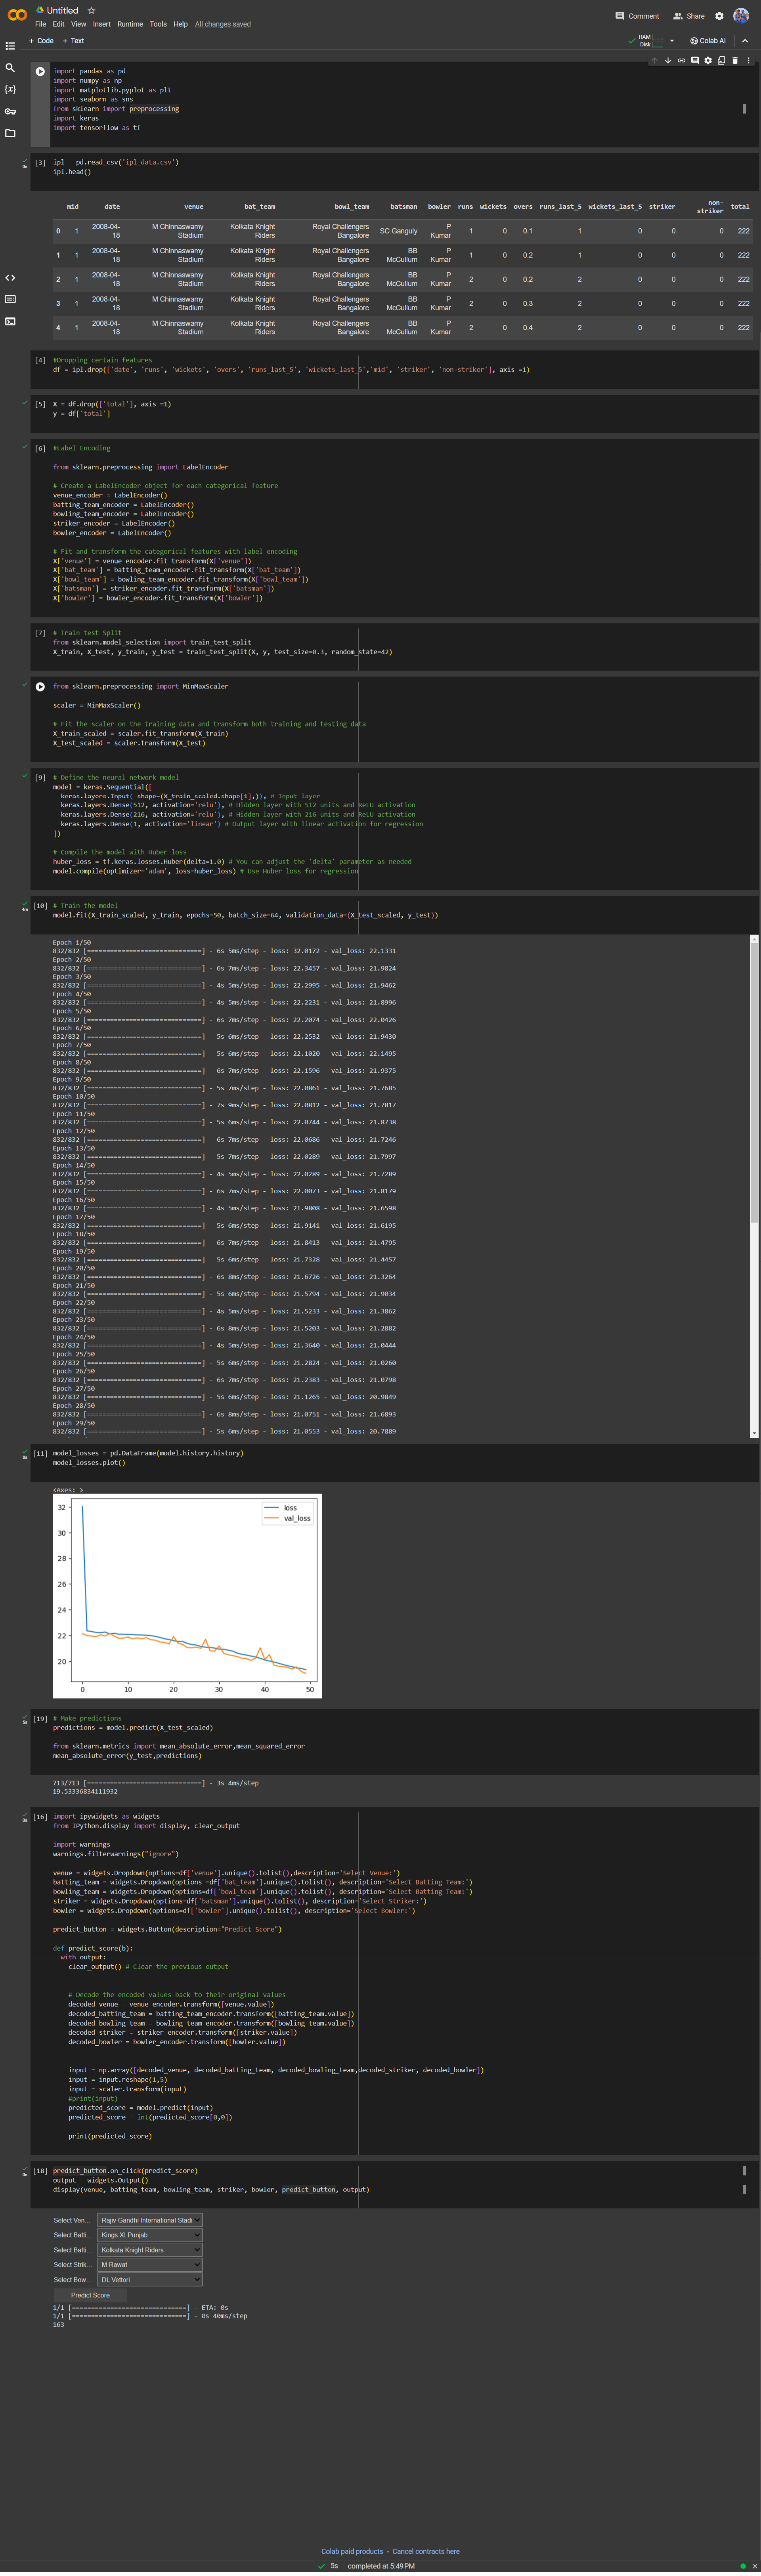 Untitled
File Edit View Insert Runtime Tools Help All changes saved
Comment Share
+ Code + Text
RAM
Disk
Colab AI
import pandas as pd
import numpy as np
import matplotlib.pyplot as plt
import seaborn as sns
from sklearn import preprocessing
import keras
import tensorflow as tf
[3] ipl = pd.read_csv('ipl_data.csv')
ipl.head()
mid date venue bat_team bowl_team batsman bowler runs wickets overs runs_last_5 wickets_last_5 striker non-striker total
0 1 2008-04-18 M Chinnaswamy Stadium Kolkata Knight Riders Royal Challengers Bangalore SC Ganguly P Kumar 1 0 0.1 1 0 0 0 222
1 1 2008-04-18 M Chinnaswamy Stadium Kolkata Knight Riders Royal Challengers Bangalore BB McCullum P Kumar 1 0 0.2 1 0 0 0 222
2 1 2008-04-18 M Chinnaswamy Stadium Kolkata Knight Riders Royal Challengers Bangalore BB McCullum P Kumar 2 0 0.2 2 0 0 0 222
3 1 2008-04-18 M Chinnaswamy Stadium Kolkata Knight Riders Royal Challengers Bangalore BB McCullum P Kumar 2 0 0.3 2 0 0 0 222
4 1 2008-04-18 M Chinnaswamy Stadium Kolkata Knight Riders Royal Challengers Bangalore BB McCullum P Kumar 2 0 0.4 2 0 0 0 222
[4] #Dropping certain features
df = ipl.drop(['date', 'runs', 'wickets', 'overs', 'runs_last_5', 'wickets_last_5','mid', 'striker', 'non-striker'], axis =1)
[5] X = df.drop(['total'], axis =1)
y = df['total']
[6] #Label Encoding
from sklearn.preprocessing import LabelEncoder
# Create a LabelEncoder object for each categorical feature
venue_encoder = LabelEncoder()
batting_team_encoder = LabelEncoder()
bowling_team_encoder = LabelEncoder()
striker_encoder = LabelEncoder()
bowler_encoder = LabelEncoder()
# Fit and transform the categorical features with label encoding
X['venue'] = venue_encoder.fit_transform(X['venue'])
X['bat_team'] = batting_team_encoder.fit_transform(X['bat_team'])
X['bowl_team'] = bowling_team_encoder.fit_transform(X['bowl_team'])
X['batsman'] = striker_encoder.fit_transform(X['batsman'])
X['bowler'] = bowler_encoder.fit_transform(X['bowler'])
[7] # Train test Split
from sklearn.model_selection import train_test_split
X_train, X_test, y_train, y_test = train_test_split(X, y, test_size=0.3, random_state=42)
from sklearn.preprocessing import MinMaxScaler
scaler = MinMaxScaler()
# Fit the scaler on the training data and transform both training and testing data
X_train_scaled = scaler.fit_transform(X_train)
X_test_scaled = scaler.transform(X_test)
[9] # Define the neural network model
model = keras.Sequential([
keras.layers.Input( shape=(X_train_scaled.shape[1],)), # Input layer
keras.layers.Dense(512, activation='relu'), # Hidden layer with 512 units and ReLU activation
keras.layers.Dense(216, activation='relu'), # Hidden layer with 216 units and ReLU activation
keras.layers.Dense(1, activation='linear') # Output layer with linear activation for regression
])
# Compile the model with Huber loss
huber_loss = tf.keras.losses.Huber(delta=1.0) # You can adjust the 'delta' parameter as needed
model.compile(optimizer='adam', loss=huber_loss) # Use Huber loss for regression
[10] # Train the model
model.fit(X_train_scaled, y_train, epochs=50, batch_size=64, validation_data=(X_test_scaled, y_test))
Epoch 1/50
832/832 [==============================] - 6s 5ms/step - loss: 32.0172 - val_loss: 22.1331
Epoch 2/50
832/832 [==============================] - 6s 7ms/step - loss: 22.3457 - val_loss: 21.9824
Epoch 3/50
832/832 [==============================] - 4s 5ms/step - loss: 22.2995 - val_loss: 21.9462
Epoch 4/50
832/832 [==============================] - 4s 5ms/step - loss: 22.2231 - val_loss: 21.8996
Epoch 5/50
832/832 [==============================] - 6s 7ms/step - loss: 22.2074 - val_loss: 22.0426
Epoch 6/50
832/832 [==============================] - 5s 6ms/step - loss: 22.2532 - val_loss: 21.9430
Epoch 7/50
832/832 [==============================] - 5s 6ms/step - loss: 22.1020 - val_loss: 22.1495
Epoch 8/50
832/832 [==============================] - 6s 7ms/step - loss: 22.1596 - val_loss: 21.9375
Epoch 9/50
832/832 [==============================] - 5s 7ms/step - loss: 22.0861 - val_loss: 21.7685
Epoch 10/50
832/832 [==============================] - 7s 9ms/step - loss: 22.0812 - val_loss: 21.7817
Epoch 11/50
832/832 [==============================] - 5s 6ms/step - loss: 22.0744 - val_loss: 21.8738
Epoch 12/50
832/832 [==============================] - 6s 7ms/step - loss: 22.0686 - val_loss: 21.7246
Epoch 13/50
832/832 [==============================] - 5s 7ms/step - loss: 22.0289 - val_loss: 21.7997
Epoch 14/50
832/832 [==============================] - 4s 5ms/step - loss: 22.0289 - val_loss: 21.7289
Epoch 15/50
832/832 [==============================] - 6s 7ms/step - loss: 22.0073 - val_loss: 21.8179
Epoch 16/50
832/832 [==============================] - 4s 5ms/step - loss: 21.9808 - val_loss: 21.6598
Epoch 17/50
832/832 [==============================] - 5s 6ms/step - loss: 21.9141 - val_loss: 21.6195
Epoch 18/50
832/832 [==============================] - 6s 7ms/step - loss: 21.8413 - val_loss: 21.4795
Epoch 19/50
832/832 [==============================] - 5s 6ms/step - loss: 21.7328 - val_loss: 21.4457
Epoch 20/50
832/832 [==============================] - 6s 8ms/step - loss: 21.6726 - val_loss: 21.3264
Epoch 21/50
832/832 [==============================] - 5s 6ms/step - loss: 21.5794 - val_loss: 21.9034
Epoch 22/50
832/832 [==============================] - 4s 5ms/step - loss: 21.5233 - val_loss: 21.3862
Epoch 23/50
832/832 [==============================] - 6s 8ms/step - loss: 21.5203 - val_loss: 21.2882
Epoch 24/50
832/832 [==============================] - 4s 5ms/step - loss: 21.3640 - val_loss: 21.0444
Epoch 25/50
832/832 [==============================] - 5s 6ms/step - loss: 21.2824 - val_loss: 21.0260
Epoch 26/50
832/832 [==============================] - 6s 7ms/step - loss: 21.2383 - val_loss: 21.0798
Epoch 27/50
832/832 [==============================] - 5s 6ms/step - loss: 21.1265 - val_loss: 20.9849
Epoch 28/50
832/832 [==============================] - 6s 8ms/step - loss: 21.0751 - val_loss: 21.6893
Epoch 29/50
832/832 [==============================] - 5s 6ms/step - loss: 21.0553 - val_loss: 20.7889
[11] model_losses = pd.DataFrame(model.history.history)
model_losses.plot()
<Axes: >
loss
val_loss
32
30
28
26
24
22
20
0 10 20 30 40 50
[19] # Make predictions
predictions = model.predict(X_test_scaled)
from sklearn.metrics import mean_absolute_error,mean_squared_error
mean_absolute_error(y_test,predictions)
713/713 [==============================] - 3s 4ms/step
19.53336834111932
[16] import ipywidgets as widgets
from IPython.display import display, clear_output
import warnings
warnings.filterwarnings("ignore")
venue = widgets.Dropdown(options=df['venue'].unique().tolist(),description='Select Venue:')
batting_team = widgets.Dropdown(options =df['bat_team'].unique().tolist(), description='Select Batting Team:')
bowling_team = widgets.Dropdown(options=df['bowl_team'].unique().tolist(), description='Select Batting Team:')
striker = widgets.Dropdown(options=df['batsman'].unique().tolist(), description='Select Striker:')
bowler = widgets.Dropdown(options=df['bowler'].unique().tolist(), description='Select Bowler:')
predict_button = widgets.Button(description="Predict Score")
def predict_score(b):
with output:
clear_output() # Clear the previous output
# Decode the encoded values back to their original values
decoded_venue = venue_encoder.transform([venue.value])
decoded_batting_team = batting_team_encoder.transform([batting_team.value])
decoded_bowling_team = bowling_team_encoder.transform([bowling_team.value])
decoded_striker = striker_encoder.transform([striker.value])
decoded_bowler = bowler_encoder.transform([bowler.value])
input = np.array([decoded_venue, decoded_batting_team, decoded_bowling_team,decoded_striker, decoded_bowler])
input = input.reshape(1,5)
input = scaler.transform(input)
#print(input)
predicted_score = model.predict(input)
predicted_score = int(predicted_score[0,0])
print(predicted_score)
[18] predict_button.on_click(predict_score)
output = widgets.Output()
display(venue, batting_team, bowling_team, striker, bowler, predict_button, output)
Select Ven... Rajiv Gandhi International Stadi
Select Batti... Kings XI Punjab
Select Batti... Kolkata Knight Riders
Select Strik... M Rawat
Select Bow... DL Vettori
Predict Score
1/1 [==============================] - ETA: 0s
1/1 [==============================] - 0s 40ms/step
163
Colab paid products - Cancel contracts here
5s completed at 5:49 PM